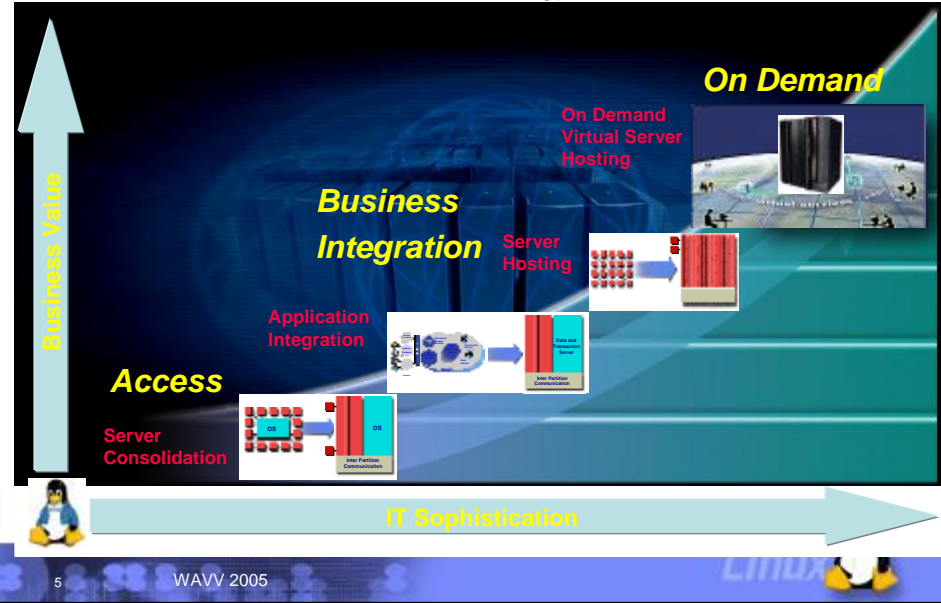 On Demand
On Demand
Virtual Server
Hosting
Business
Integration
Server
Hosting
Application
Integration
Data and
Transaction
Server
Inter Partition
Communication
Access
Server
Consolidation
OS
OS
Inter Partition
Communication
Business Value
IT Sophistication
5
WAVV 2005
Linux